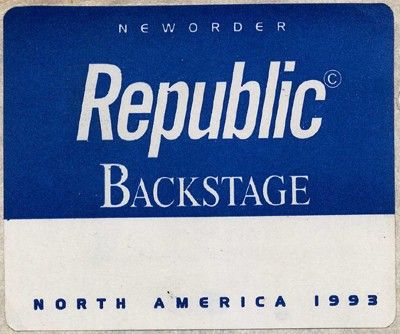 NEWORDER
Republic©
BACKSTAGE
NORTH AMERICA 1993